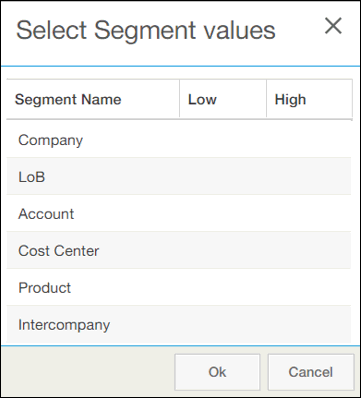 Select Segment values
Segment Name Low High
Company
LoB
Account
Cost Center
Product
Intercompany
Ok Cancel